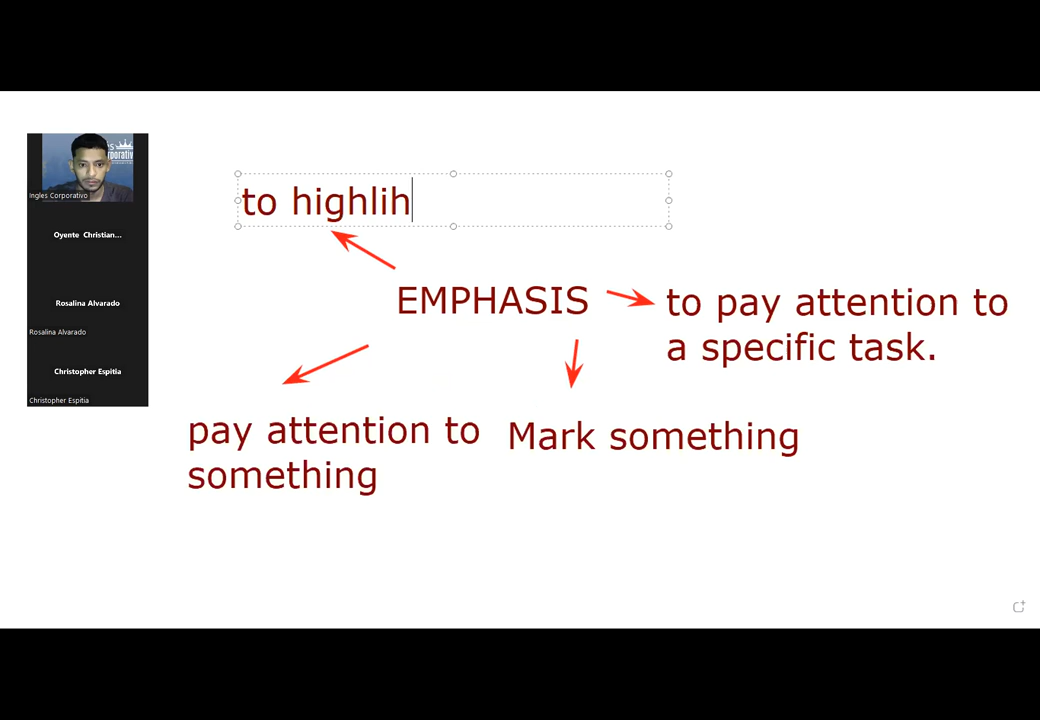 Ingles Corporativo
Oyente Christian...
Rosalina Alvarado
Rosalina Alvarado
Christopher Espitia
Christopher Espitia
to highlih
EMPHASIS
to pay attention to
a specific task.
pay attention to
something
Mark something